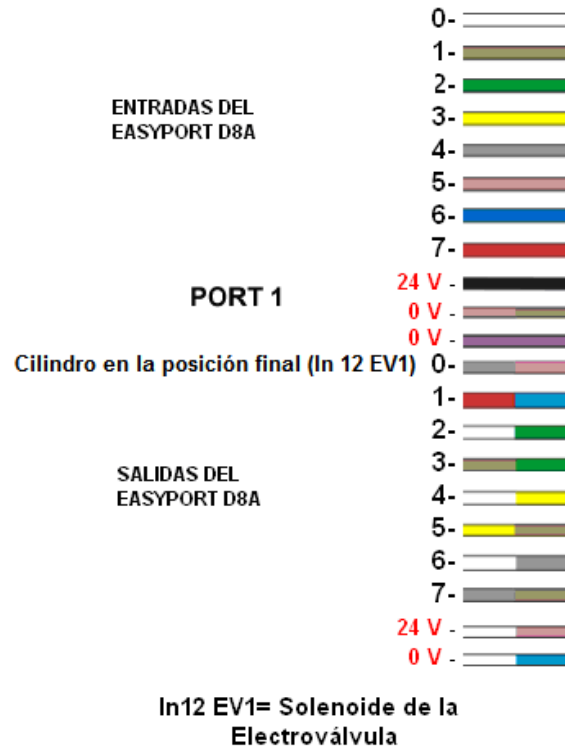 0-
1-
2-
ENTRADAS DEL
EASYPORT D8A
3-
4-
5-
6-
7-
24 V -
PORT 1
0 V -
0 V -
Cilindro en la posición final (In 12 EV1) 0-
1-
2-
3-
SALIDAS DEL
EASYPORT D8A
4-
5-
6-
7-
24 V -
0 V -
In12 EV1= Solenoide de la
Electroválvula